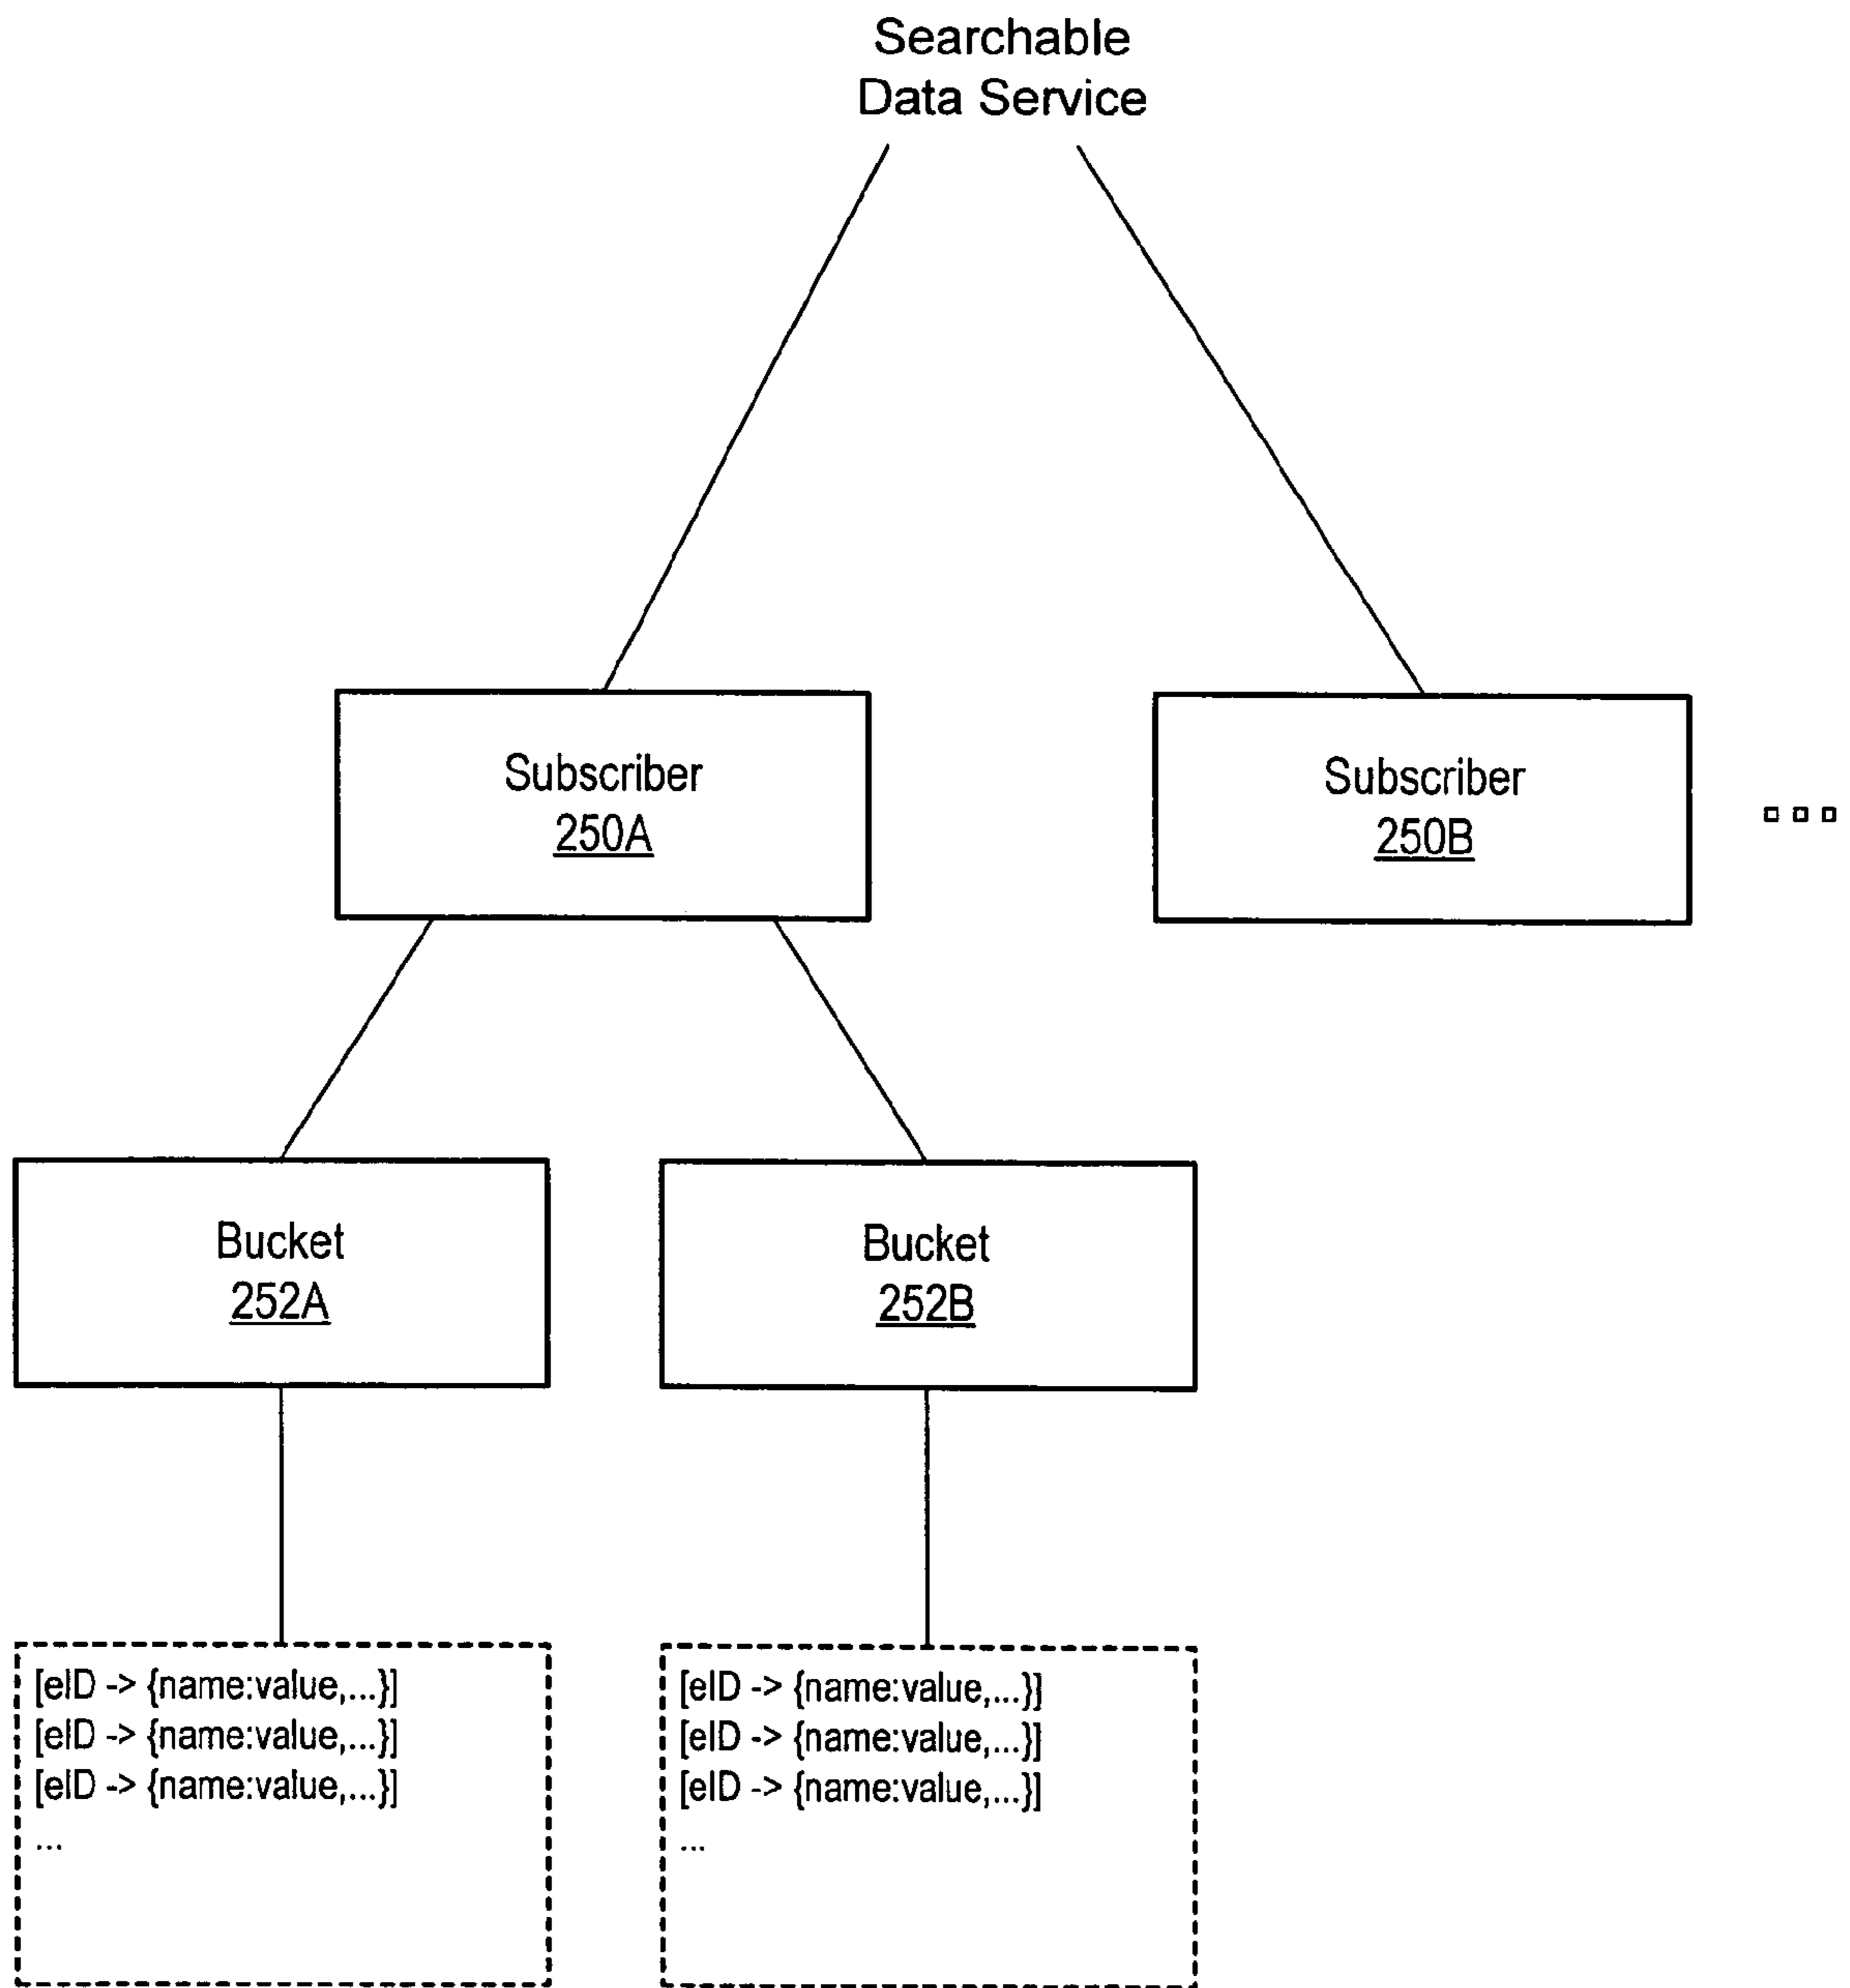 Searchable
Data Service
Subscriber
250A
Subscriber
250B
Bucket
252A
Bucket
252B
[eID -> {name:value,...}]
[eID -> {name:value,...}]
[eID -> {name:value,...}]
...
[eID -> {name:value,...}]
[eID -> {name:value,...}]
[eID -> {name:value,...}]
...